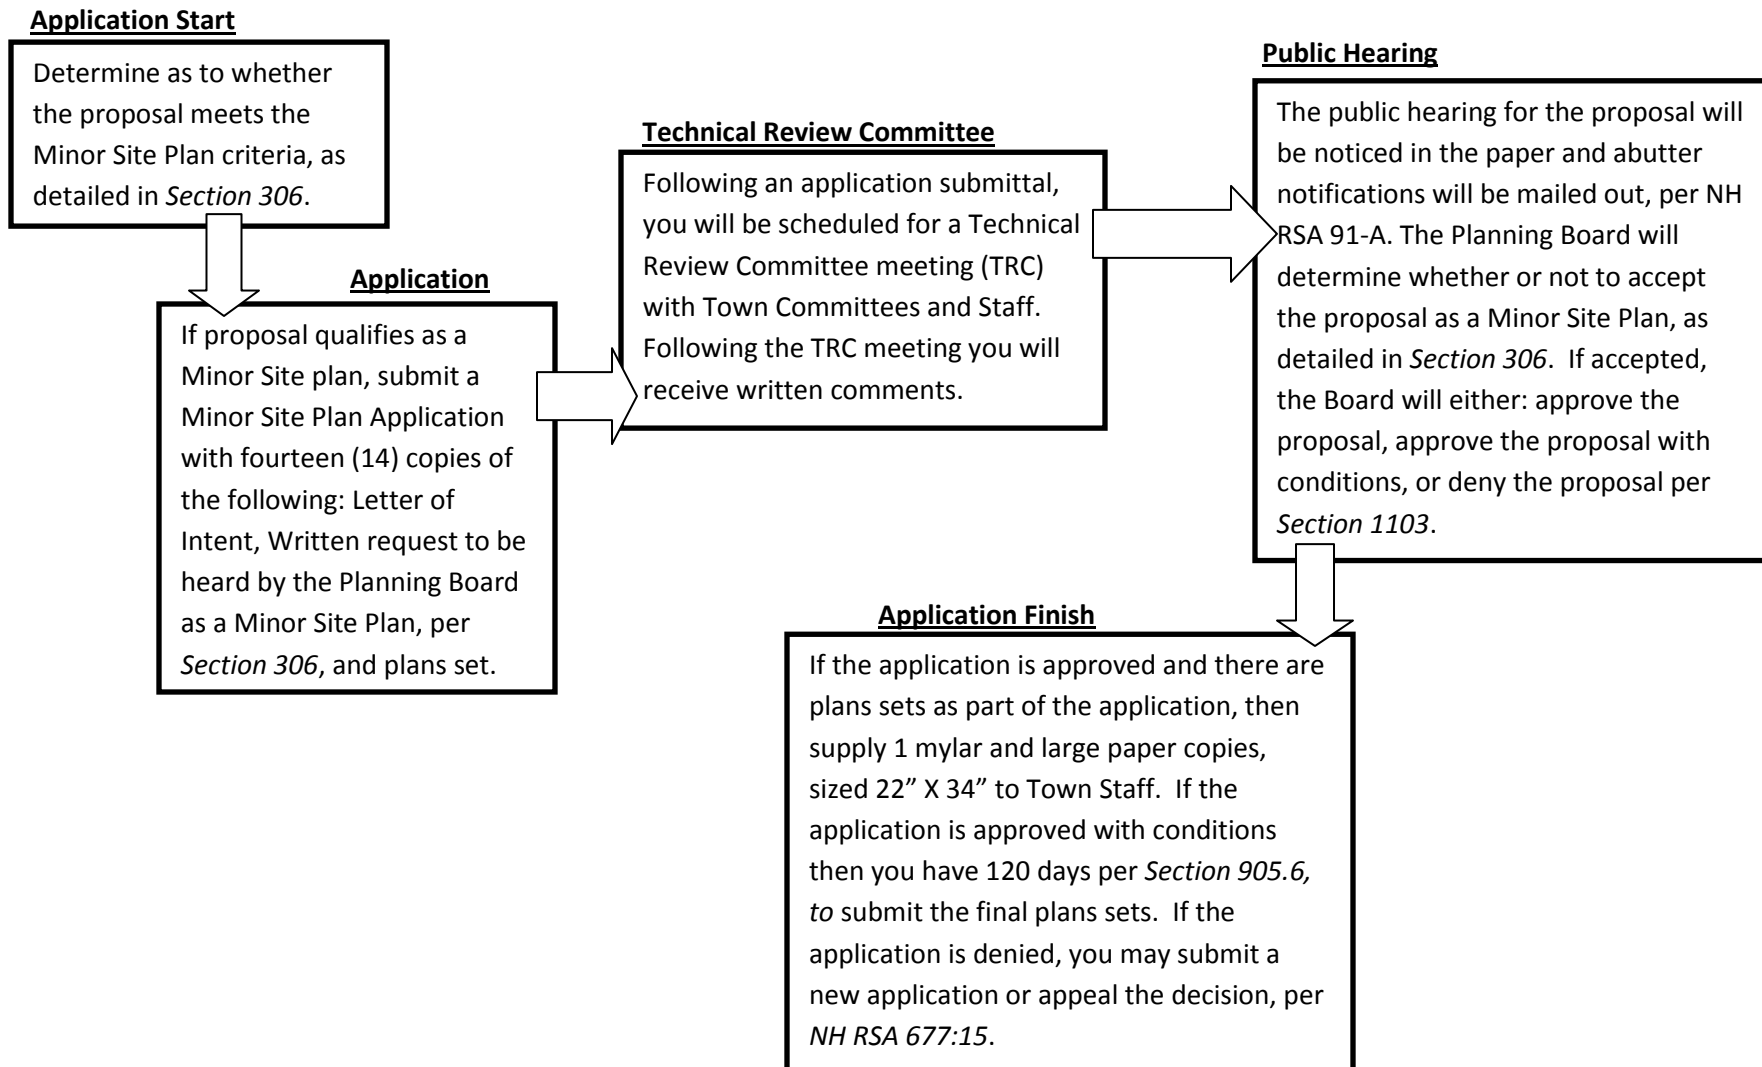 Application Start
Determine as to whether
the proposal meets the
Minor Site Plan criteria, as
detailed in Section 306.
Application
If proposal qualifies as a
Minor Site plan, submit a
Minor Site Plan Application
with fourteen (14) copies of
the following: Letter of
Intent, Written request to be
heard by the Planning Board
as a Minor Site Plan, per
Section 306, and plans set.
Technical Review Committee
Following an application submittal,
you will be scheduled for a Technical
Review Committee meeting (TRC)
with Town Committees and Staff.
Following the TRC meeting you will
receive written comments.
Public Hearing
The public hearing for the proposal will
be noticed in the paper and abutter
notifications will be mailed out, per NH
RSA 91-A. The Planning Board will
determine whether or not to accept
the proposal as a Minor Site Plan, as
detailed in Section 306.  If accepted,
the Board will either: approve the
proposal, approve the proposal with
conditions, or deny the proposal per
Section 1103.
Application Finish
If the application is approved and there are
plans sets as part of the application, then
supply 1 mylar and large paper copies,
sized 22” X 34” to Town Staff.  If the
application is approved with conditions
then you have 120 days per Section 905.6,
to submit the final plans sets.  If the
application is denied, you may submit a
new application or appeal the decision, per
NH RSA 677:15.